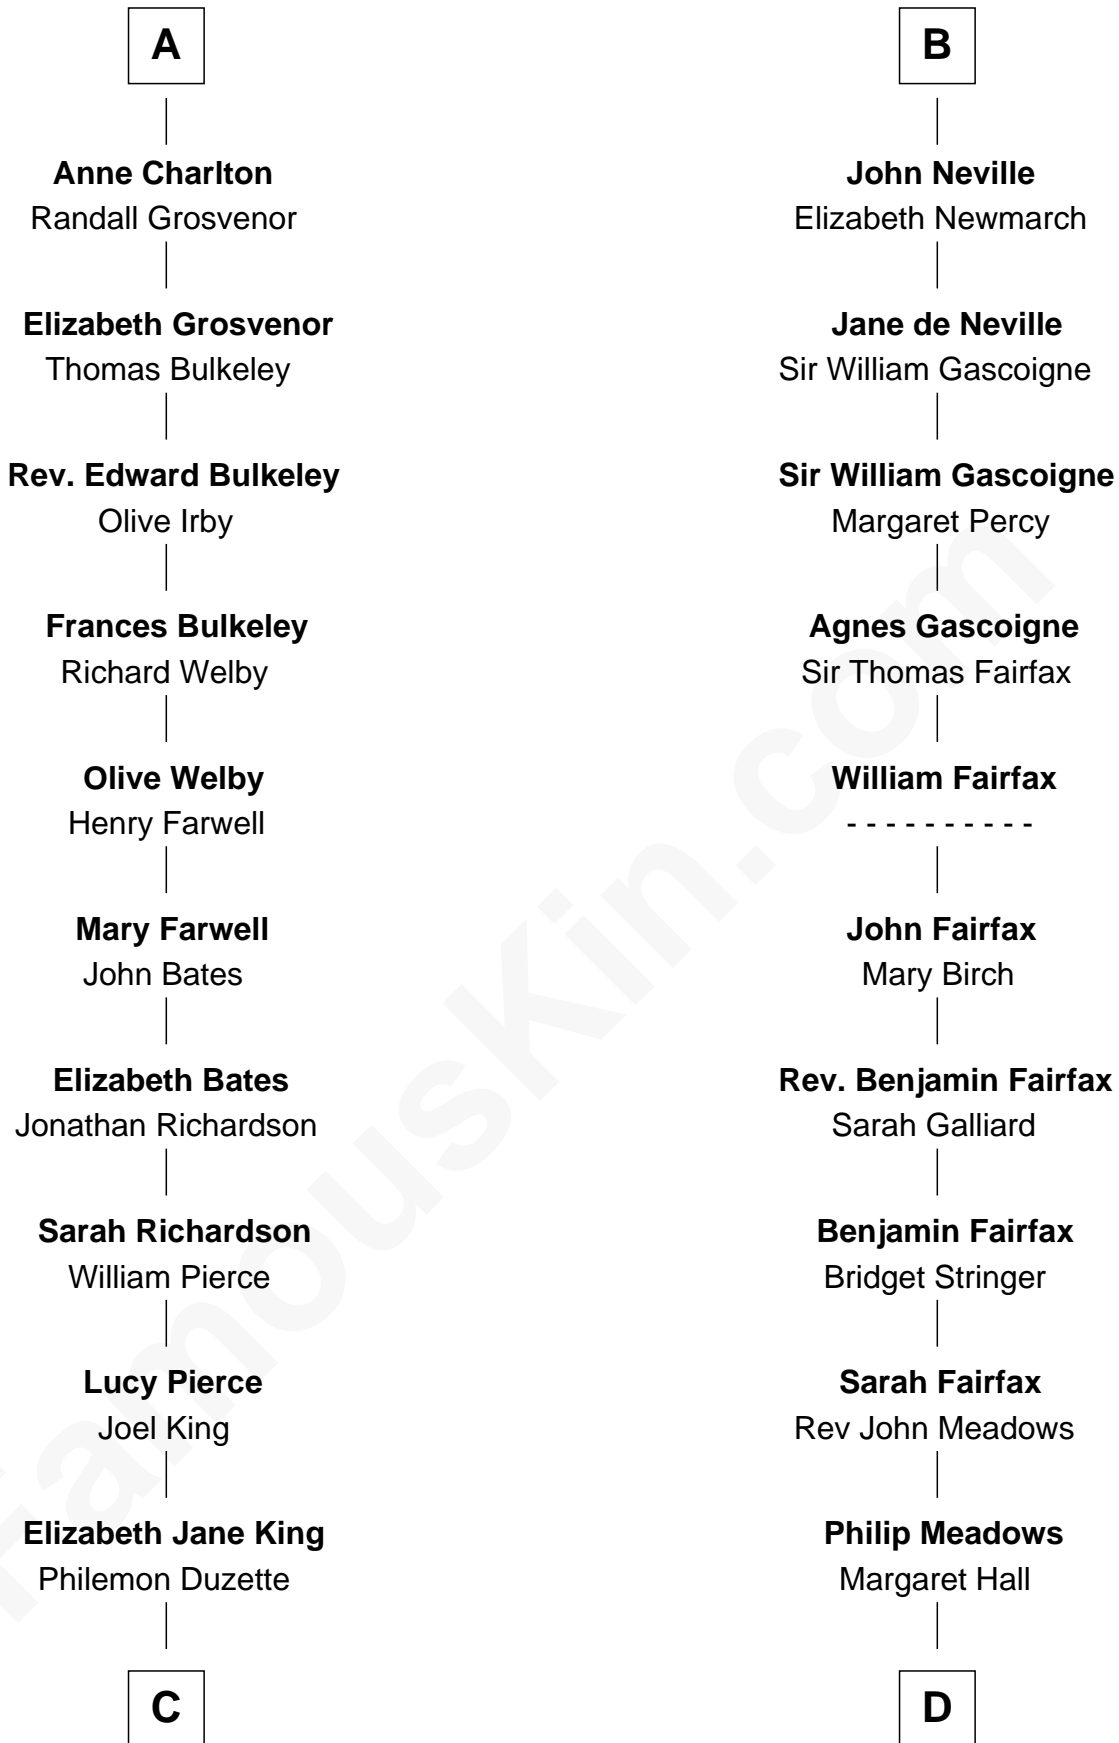 A
Anne Charlton
Randall Grosvenor
Elizabeth Grosvenor
Thomas Bulkeley
Rev. Edward Bulkeley
Olive Irby
Frances Bulkeley
Richard Welby
Olive Welby
Henry Farwell
Mary Farwell
John Bates
Elizabeth Bates
Jonathan Richardson
Sarah Richardson
William Pierce
Lucy Pierce
Joel King
Elizabeth Jane King
Philemon Duzette
C
B
John Neville
Elizabeth Newmarch
Jane de Neville
Sir William Gascoigne
Sir William Gascoigne
Margaret Percy
Agnes Gascoigne
Sir Thomas Fairfax
William Fairfax
- - - - - - - - - -
John Fairfax
Mary Birch
Rev. Benjamin Fairfax
Sarah Galliard
Benjamin Fairfax
Bridget Stringer
Sarah Fairfax
Rev John Meadows
Philip Meadows
Margaret Hall
D
FamousKin.com